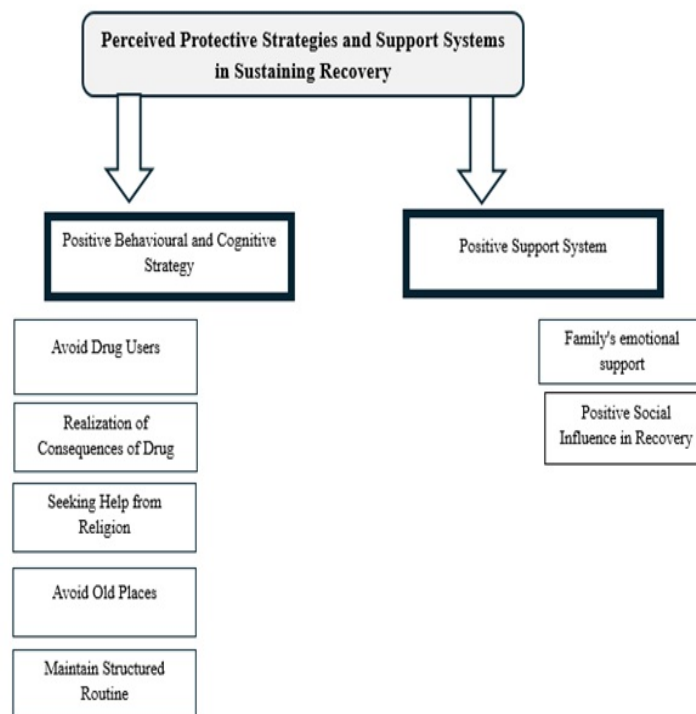 Perceived Protective Strategies and Support Systems
in Sustaining Recovery
Positive Behavioural and Cognitive
Strategy
Positive Support System
Avoid Drug Users
Realization of
Consequences of Drug
Seeking Help from
Religion
Avoid Old Places
Maintain Structured
Routine
Family's emotional
support
Positive Social
Influence in Recovery